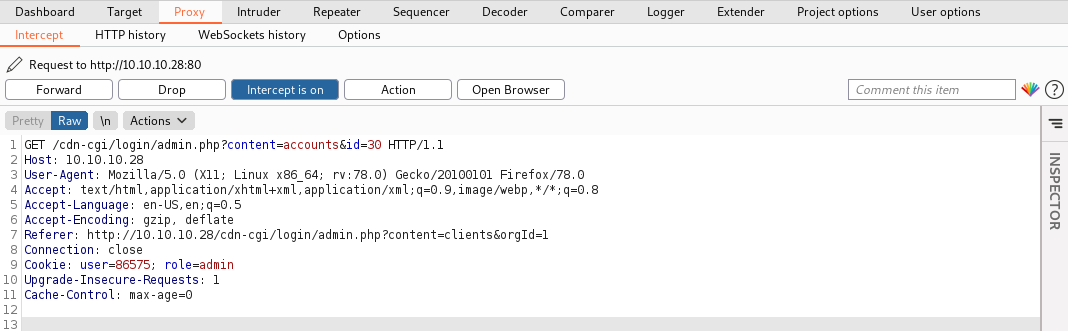 Dashboard Target Proxy Intruder Repeater Sequencer Decoder Comparer Logger Extender Project options User options
Intercept HTTP history WebSockets history Options
Request to http://10.10.10.28:80
Forward Drop Intercept is on Action Open Browser Comment this item ?
Pretty Raw \n Actions
1 GET /cdn-cgi/login/admin.php?content=accounts&id=30 HTTP/1.1
2 Host: 10.10.10.28
3 User-Agent: Mozilla/5.0 (X11; Linux x86_64; rv:78.0) Gecko/20100101 Firefox/78.0
4 Accept: text/html,application/xhtml+xml,application/xml;q=0.9,image/webp,*/*;q=0.8
5 Accept-Language: en-US,en;q=0.5
6 Accept-Encoding: gzip, deflate
7 Referer: http://10.10.10.28/cdn-cgi/login/admin.php?content=clients&orgId=1
8 Connection: close
9 Cookie: user=86575; role=admin
10 Upgrade-Insecure-Requests: 1
11 Cache-Control: max-age=0
12
13
INSPECTOR